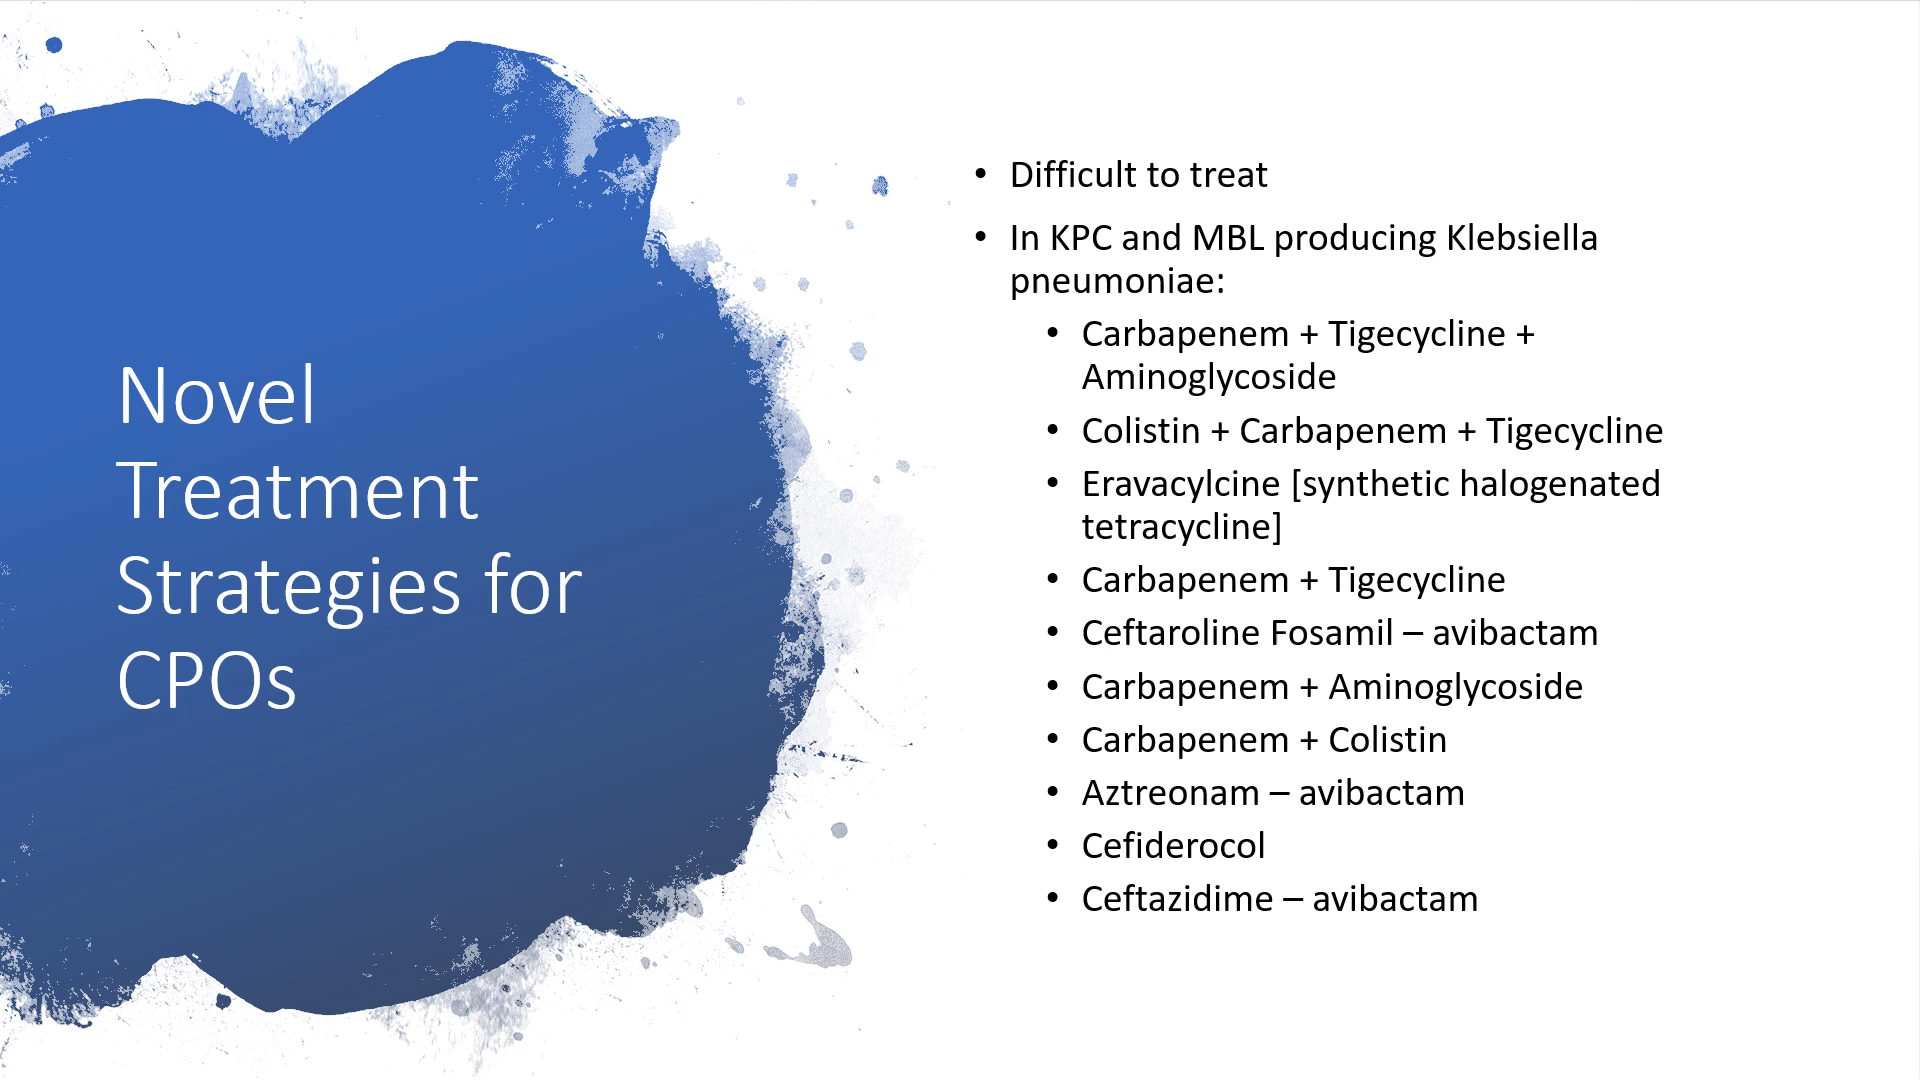 Novel
Treatment
Strategies for
CPOs
• Difficult to treat
• In KPC and MBL producing Klebsiella
pneumoniae:
• Carbapenem + Tigecycline +
Aminoglycoside
• Colistin + Carbapenem + Tigecycline
• Eravacylcine [synthetic halogenated
tetracycline]
• Carbapenem + Tigecycline
• Ceftaroline Fosamil – avibactam
• Carbapenem + Aminoglycoside
• Carbapenem + Colistin
• Aztreonam – avibactam
• Cefiderocol
• Ceftazidime – avibactam